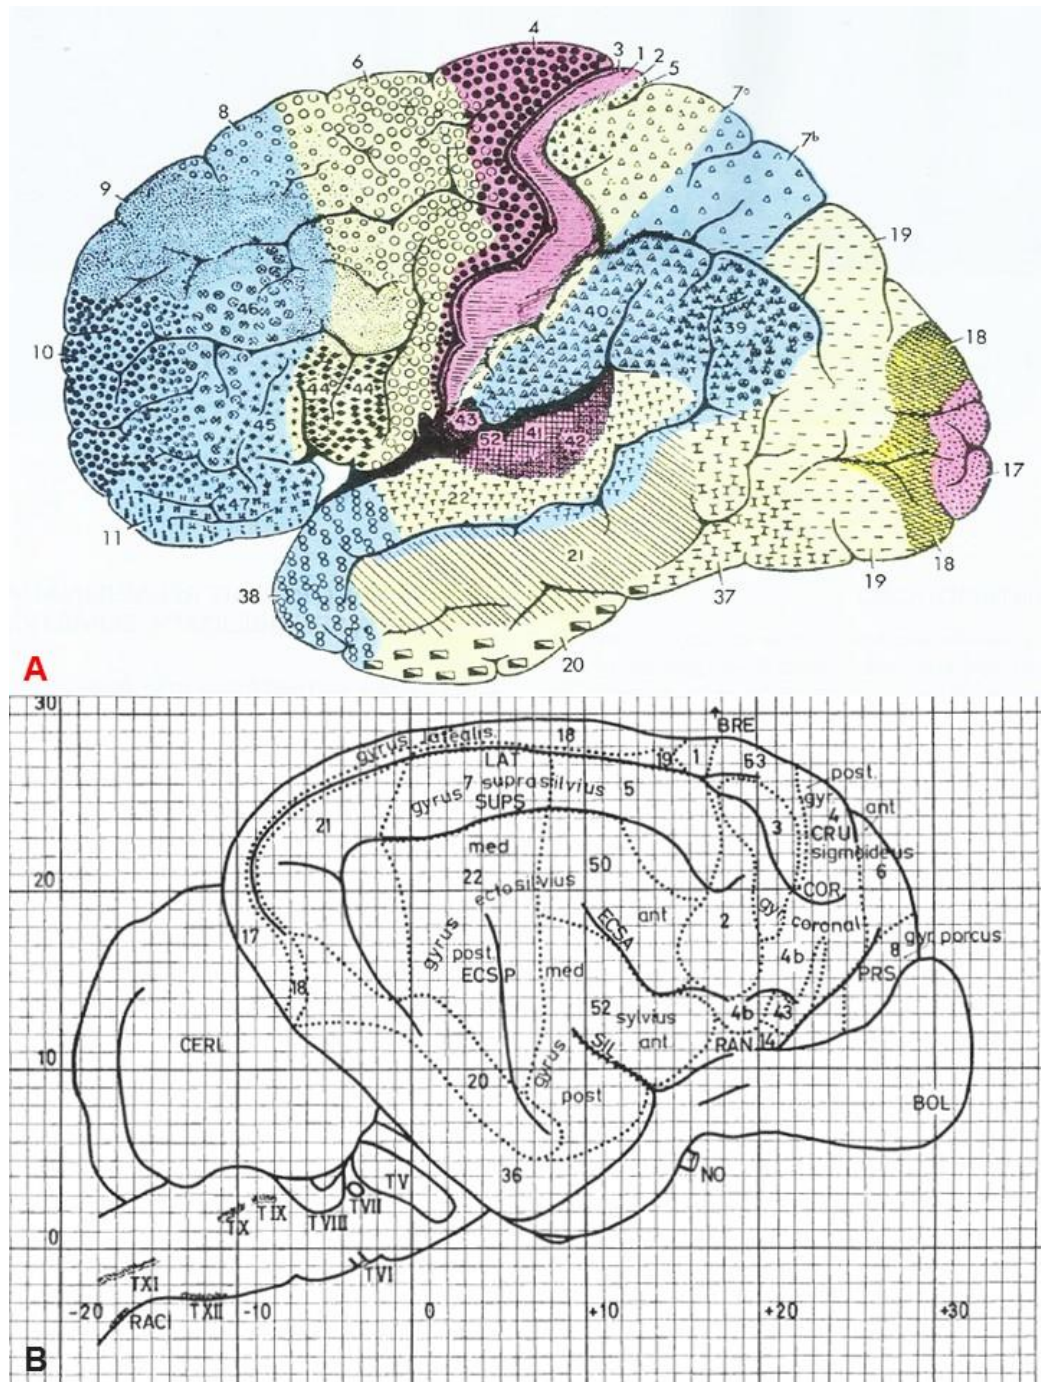 4
3
1
2
5
6
7a
8
7b
9
19
46
40
39
18
10
44
44
43
45
52
41
42
17
22
47
11
21
18
38
37
19
20
A
30
BRE
gyrus lateralis
18
LAT
19
1
53
post.
7 suprasilvius
5
gyrus
SUPS
gyr.
4
ant
21
3
CRU
med
sigmoideus
22
50
6
20
ectosilvius
COR
ant
2
gyr
coronal
ECSA
gyrus
17
post.
4b
8
gyr porcus
ECS P
med
PRS
18
52
4b
43
sylvius
CERL
SIL
ant.
RAN
14
10
20
gyrus
post
BOL
36
TV
NO
TVII
TIX
TX
TVIII
0
TVI
TXI
-20
TXII
-10
0
+10
+20
+30
RACI
B